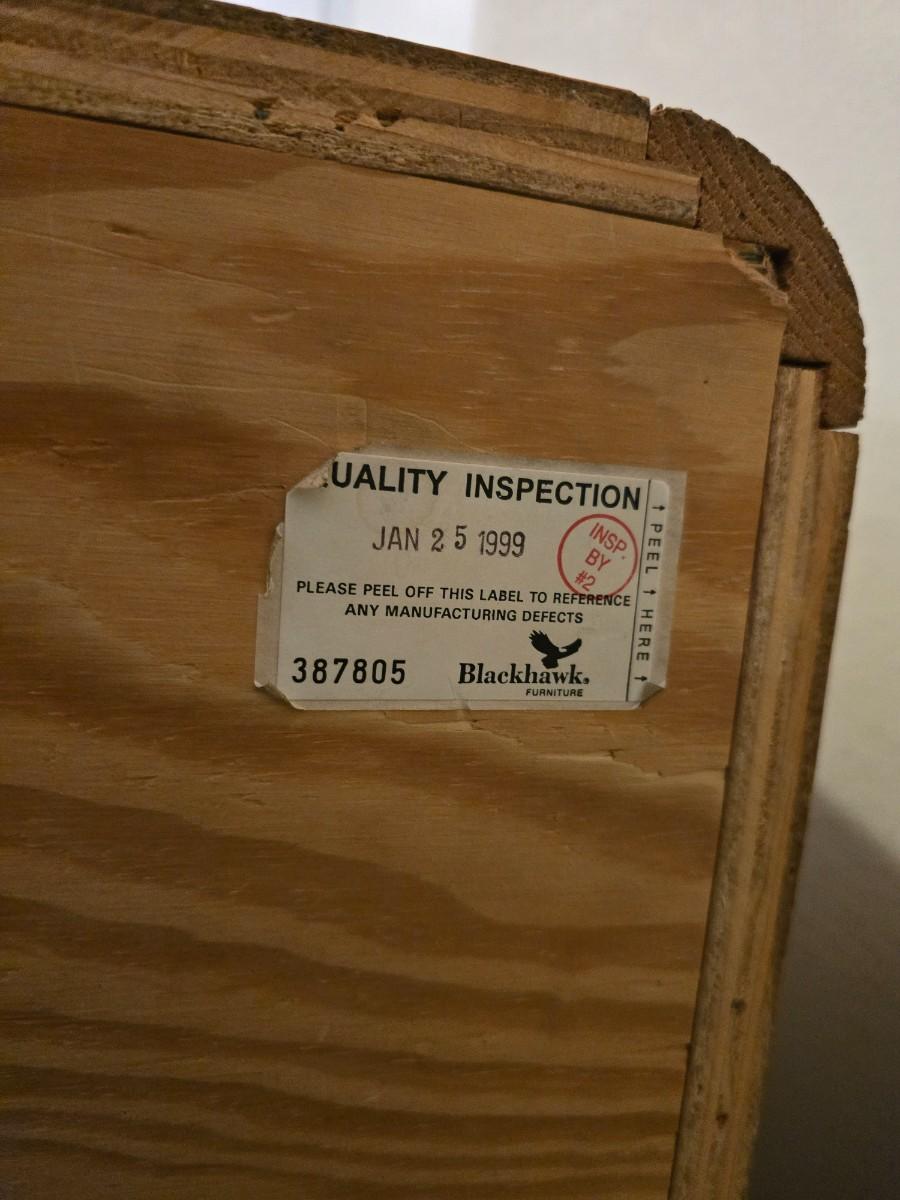 UALITY INSPECTION
JAN 25 1999
INSP.
BY
#2
PLEASE PEEL OFF THIS LABEL TO REFERENCE
ANY MANUFACTURING DEFECTS
387805
Blackhawk®
FURNITURE
↑ PEEL ↑ HERE ↑